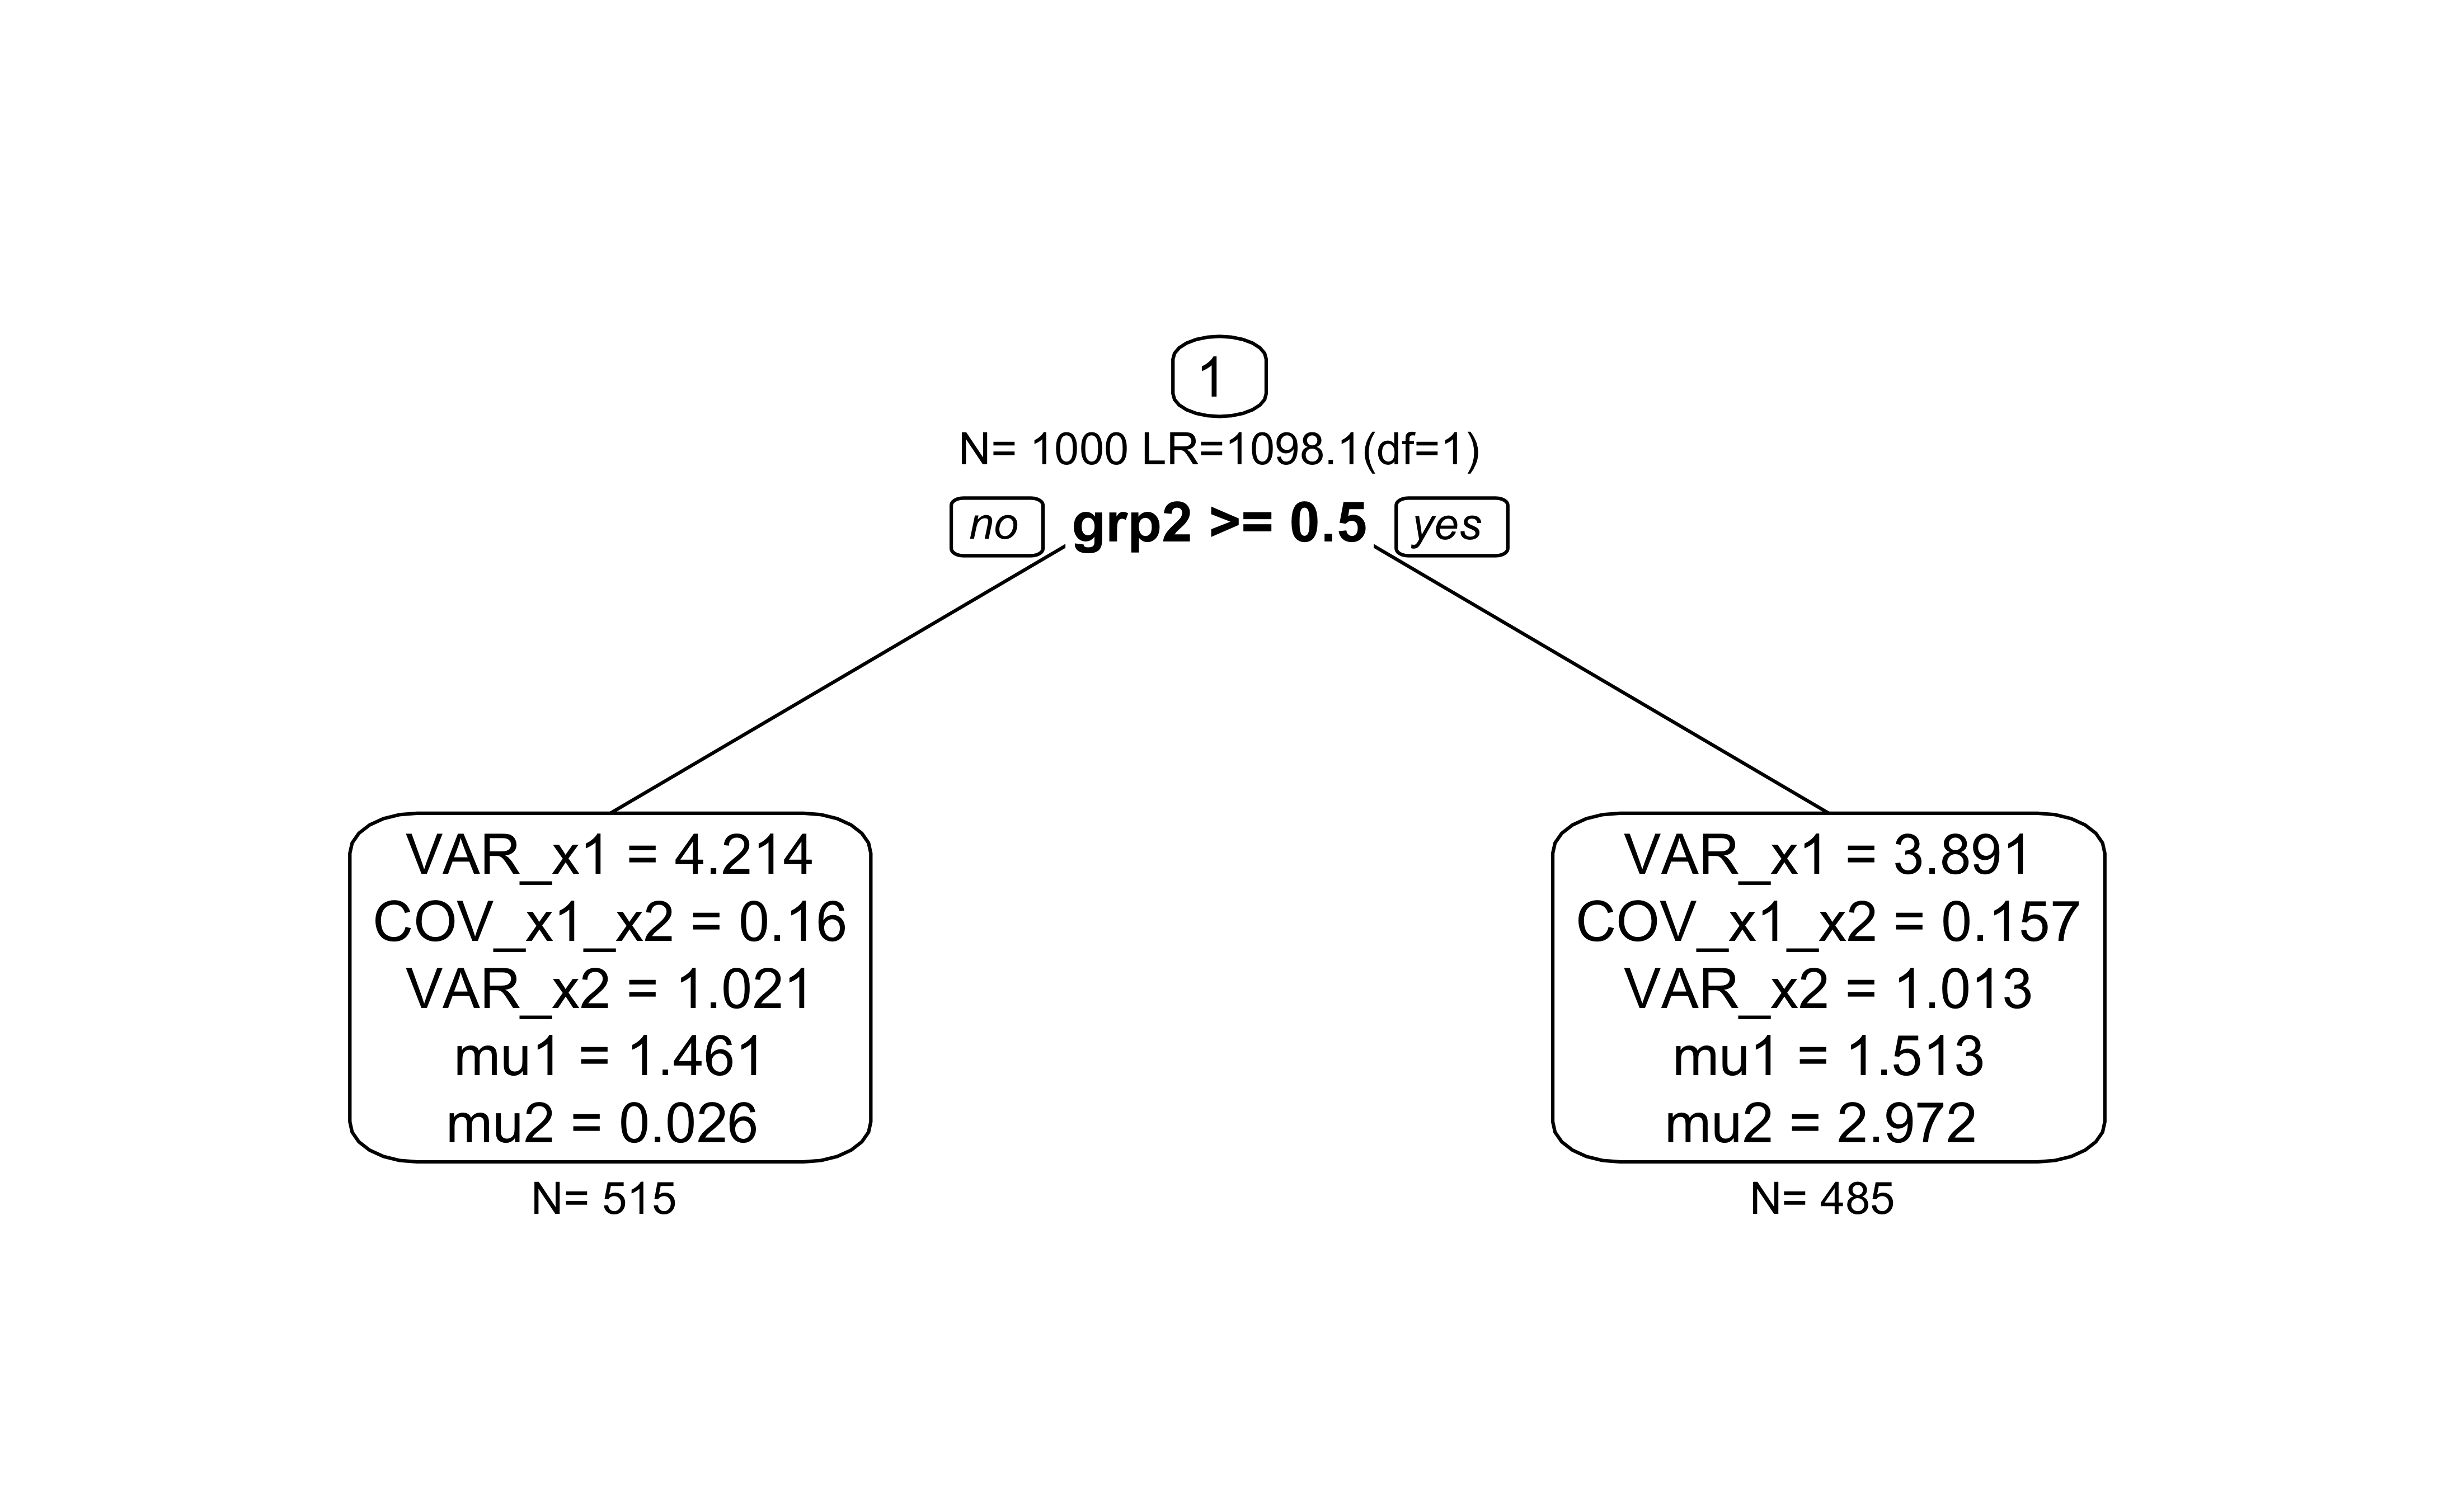 1
N= 1000 LR=1098.1(df=1)
no grp2 >= 0.5 yes
VAR_x1 = 4.214
COV_x1_x2 = 0.16
VAR_x2 = 1.021
mu1 = 1.461
mu2 = 0.026
N= 515
VAR_x1 = 3.891
COV_x1_x2 = 0.157
VAR_x2 = 1.013
mu1 = 1.513
mu2 = 2.972
N= 485